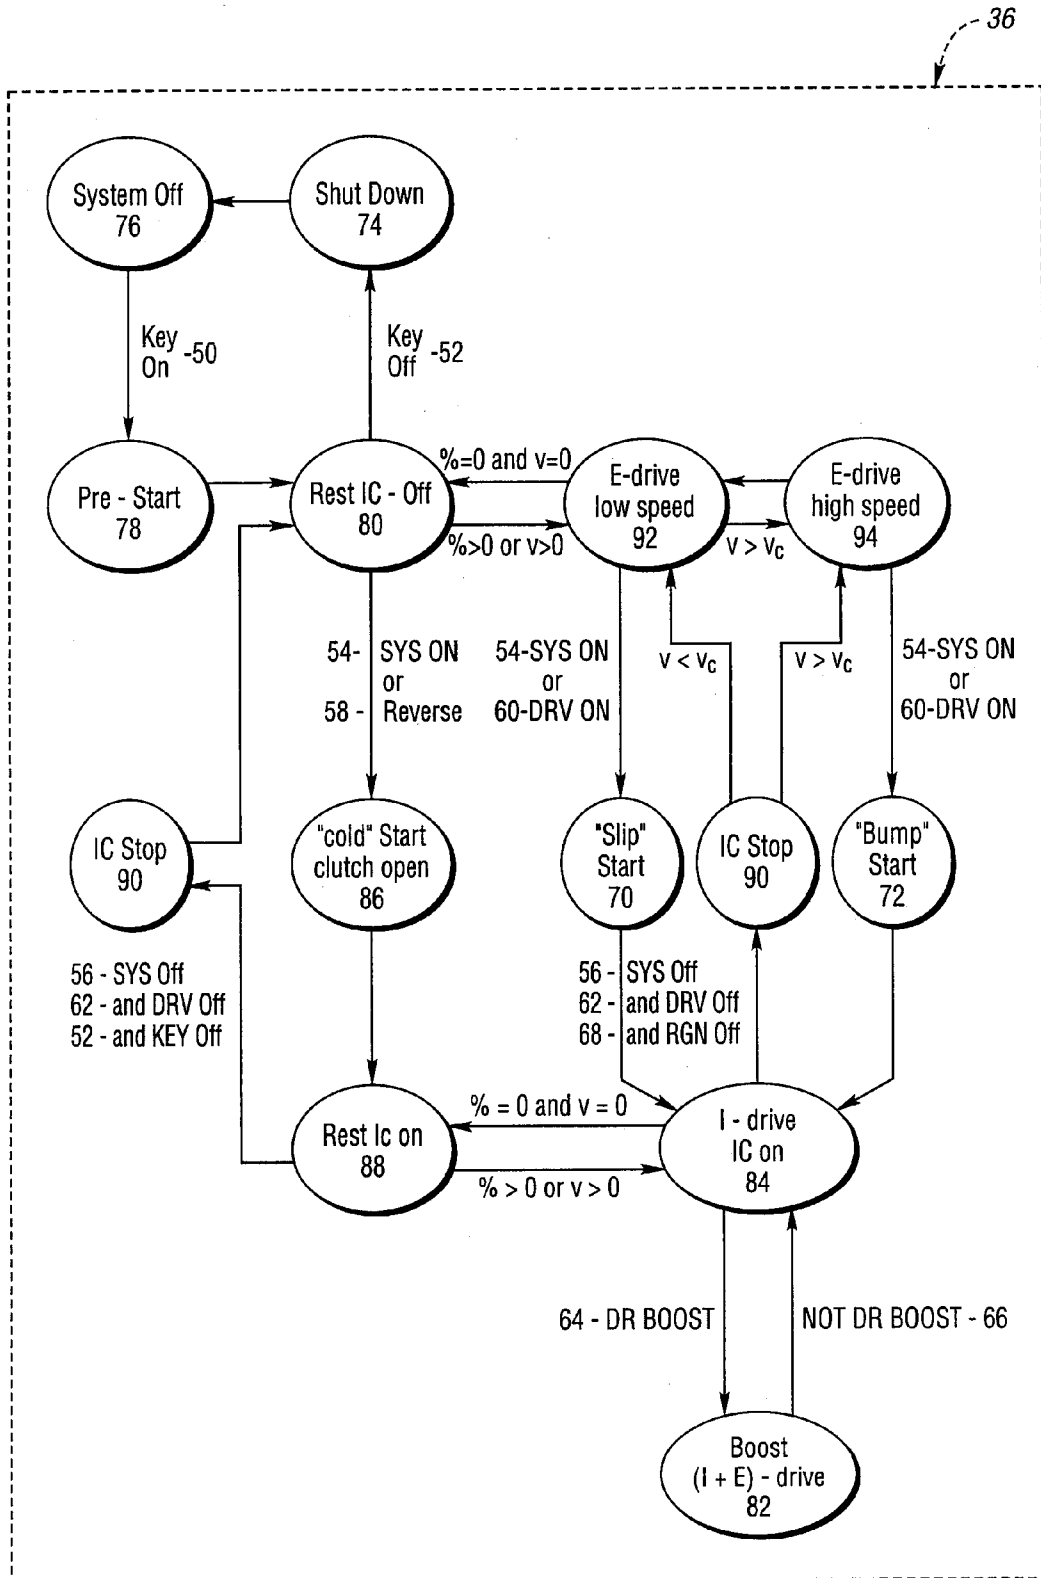 36
System Off
76
Shut Down
74
Key
On -50
Key
Off -52
Pre - Start
78
Rest IC - Off
80
%=0 and v=0
%>0 or v>0
E-drive
low speed
92
v > vc
E-drive
high speed
94
54- SYS ON
or
58 - Reverse
54-SYS ON
or
60-DRV ON
v < vc
v > vc
54-SYS ON
or
60-DRV ON
IC Stop
90
"cold" Start
clutch open
86
"Slip"
Start
70
IC Stop
90
"Bump"
Start
72
56 - SYS Off
62 - and DRV Off
52 - and KEY Off
56 - SYS Off
62 - and DRV Off
68 - and RGN Off
Rest Ic on
88
% = 0 and v = 0
% > 0 or v > 0
I - drive
IC on
84
64 - DR BOOST
NOT DR BOOST - 66
Boost
(I + E) - drive
82